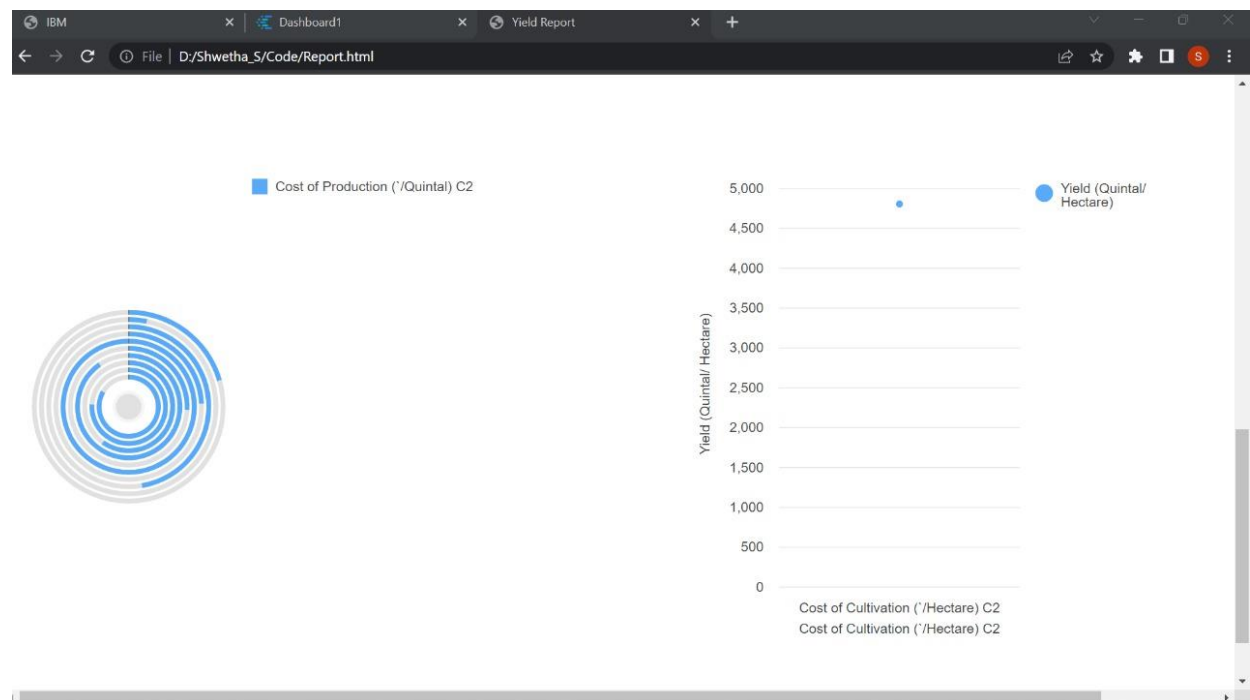 IBM
Dashboard1
Yield Report
File | D:/Shwetha_S/Code/Report.html
S
Cost of Production (`/Quintal) C2
5,000
4,500
4,000
3,500
3,000
2,500
2,000
1,500
1,000
500
0
Yield (Quintal/ Hectare)
Cost of Cultivation (`/Hectare) C2
Cost of Cultivation (`/Hectare) C2
Yield (Quintal/
Hectare)